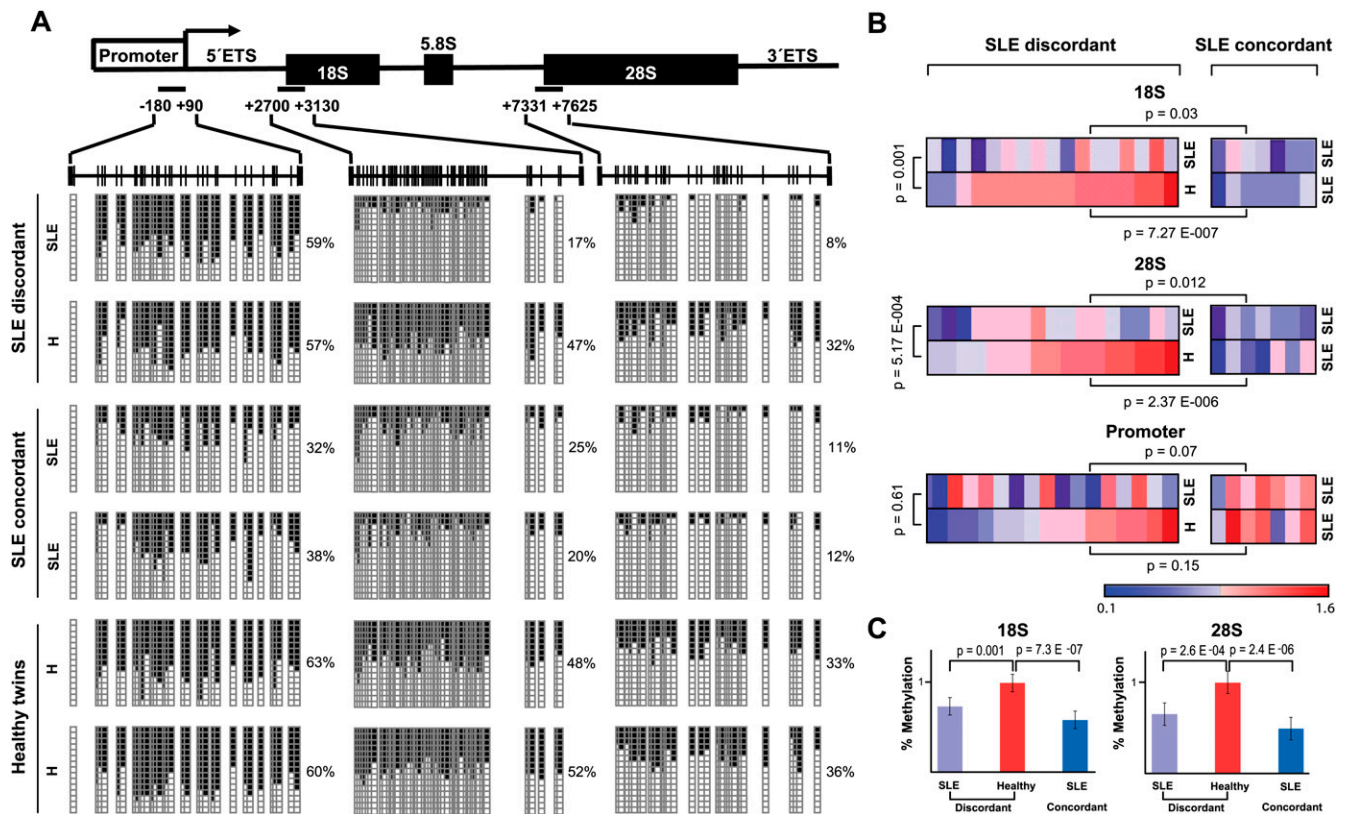 A
Promoter
5´ETS
18S
5.8S
28S
3´ETS
-180 +90
+2700 +3130
+7331 +7625
SLE discordant
SLE
59%
17%
8%
H
57%
47%
32%
SLE concordant
SLE
32%
25%
11%
SLE
38%
20%
12%
Healthy twins
H
63%
48%
33%
H
60%
52%
36%
B
SLE discordant
SLE concordant
18S
p = 0.03
p = 0.001
SLE
H
SLE
SLE
p = 7.27 E-007
28S
p = 0.012
p = 5.17 E-004
SLE
H
SLE
SLE
p = 2.37 E-006
Promoter
p = 0.07
p = 0.61
SLE
H
SLE
SLE
p = 0.15
0.1
1.6
C
18S
p = 0.001
p = 7.3 E -07
% Methylation
1
SLE
Healthy
SLE
Discordant
Concordant
28S
p = 2.6 E -04
p = 2.4 E -06
% Methylation
1
SLE
Healthy
SLE
Discordant
Concordant